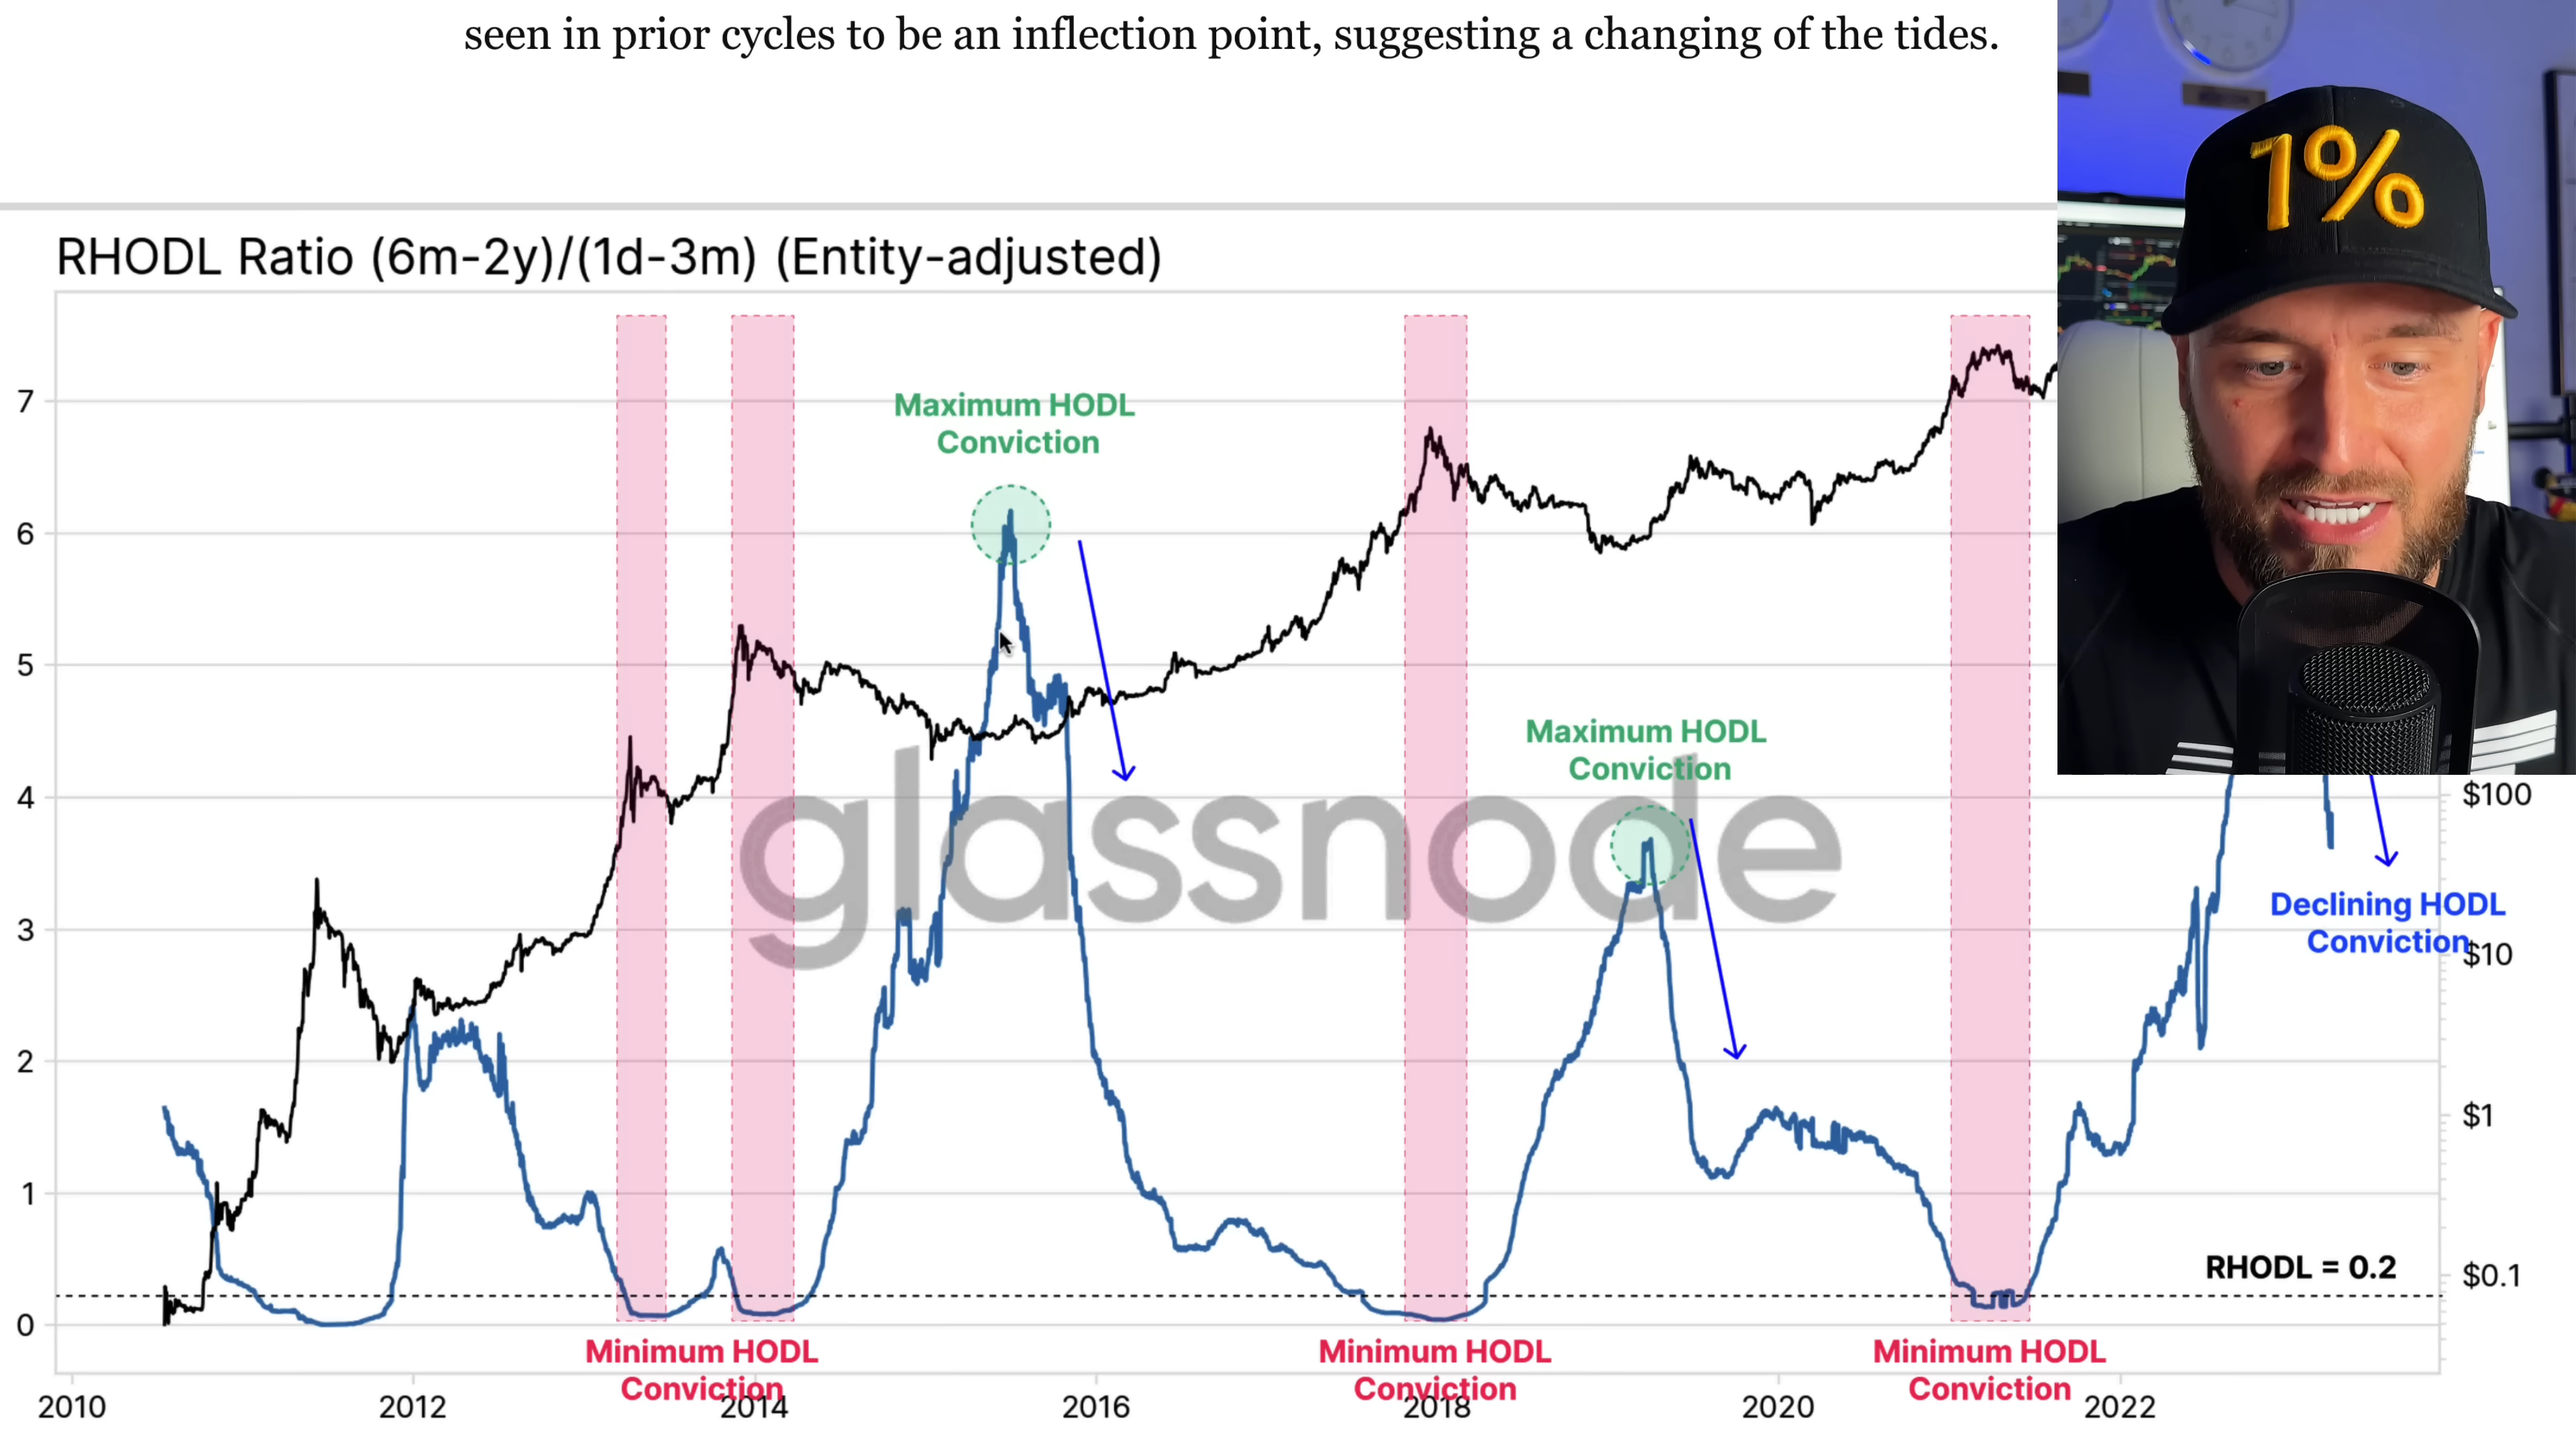 seen in prior cycles to be an inflection point, suggesting a changing of the tides.
1%
RHODL Ratio (6m-2y)/(1d-3m) (Entity-adjusted)
7
6
5
4
3
2
1
0
Maximum HODL
Conviction
Maximum HODL
Conviction
glassnode
$100
Declining HODL
Conviction
$10
$1
RHODL = 0.2
$0.1
Minimum HODL
Conviction
Minimum HODL
Conviction
Minimum HODL
Conviction
2010
2012
2014
2016
2018
2020
2022